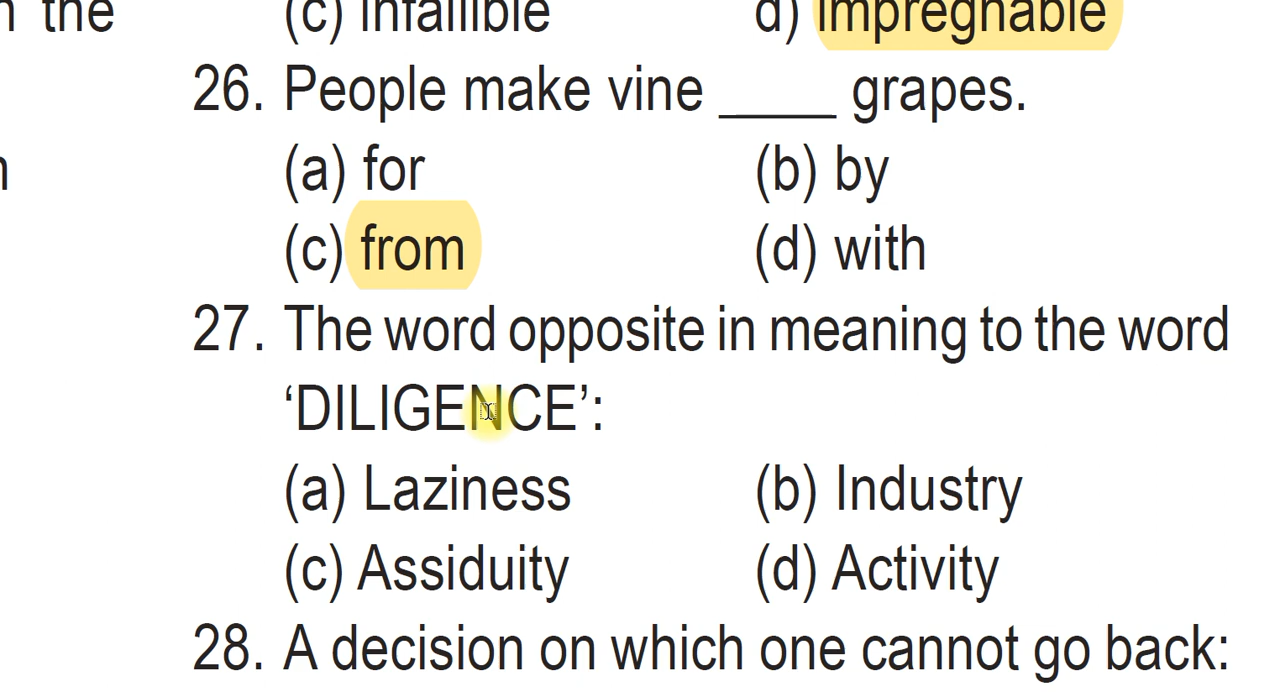 the
(c) infallible d) impregnable
26. People make vine ____ grapes.
(a) for (b) by
(c) from (d) with
27. The word opposite in meaning to the word
‘DILIGENCE’:
(a) Laziness (b) Industry
(c) Assiduity (d) Activity
28. A decision on which one cannot go back: